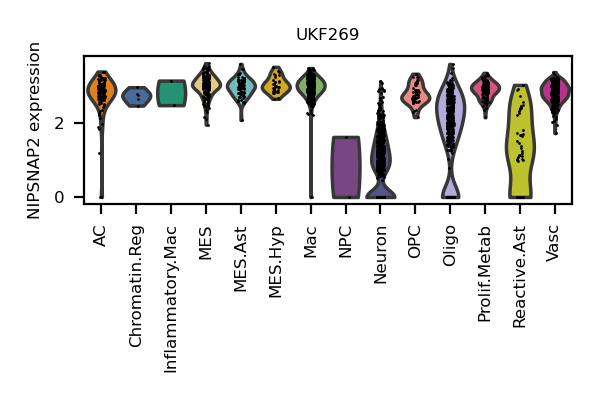 UKF269
NIPSNAP2 expression
2
0
AC
Chromatin.Reg
Inflammatory.Mac
MES
MES.Ast
MES.Hyp
Mac
NPC
Neuron
OPC
Oligo
Prolif.Metab
Reactive.Ast
Vasc